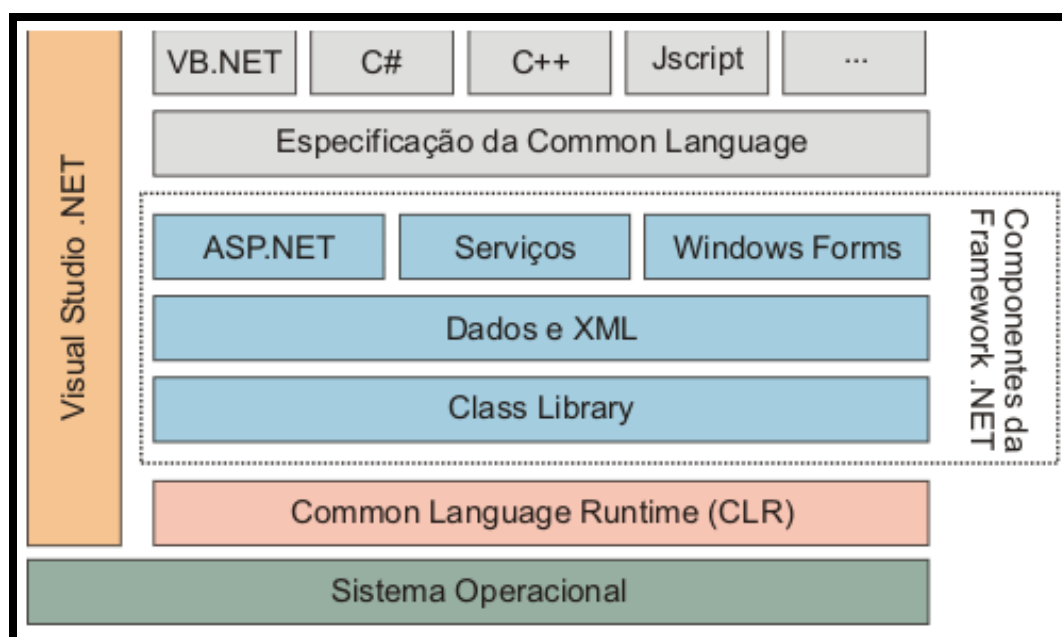 Visual Studio .NET
VB.NET
C#
C++
Jscript
...
Especificação da Common Language
ASP.NET
Serviços
Windows Forms
Dados e XML
Class Library
Componentes da
Framework .NET
Common Language Runtime (CLR)
Sistema Operacional